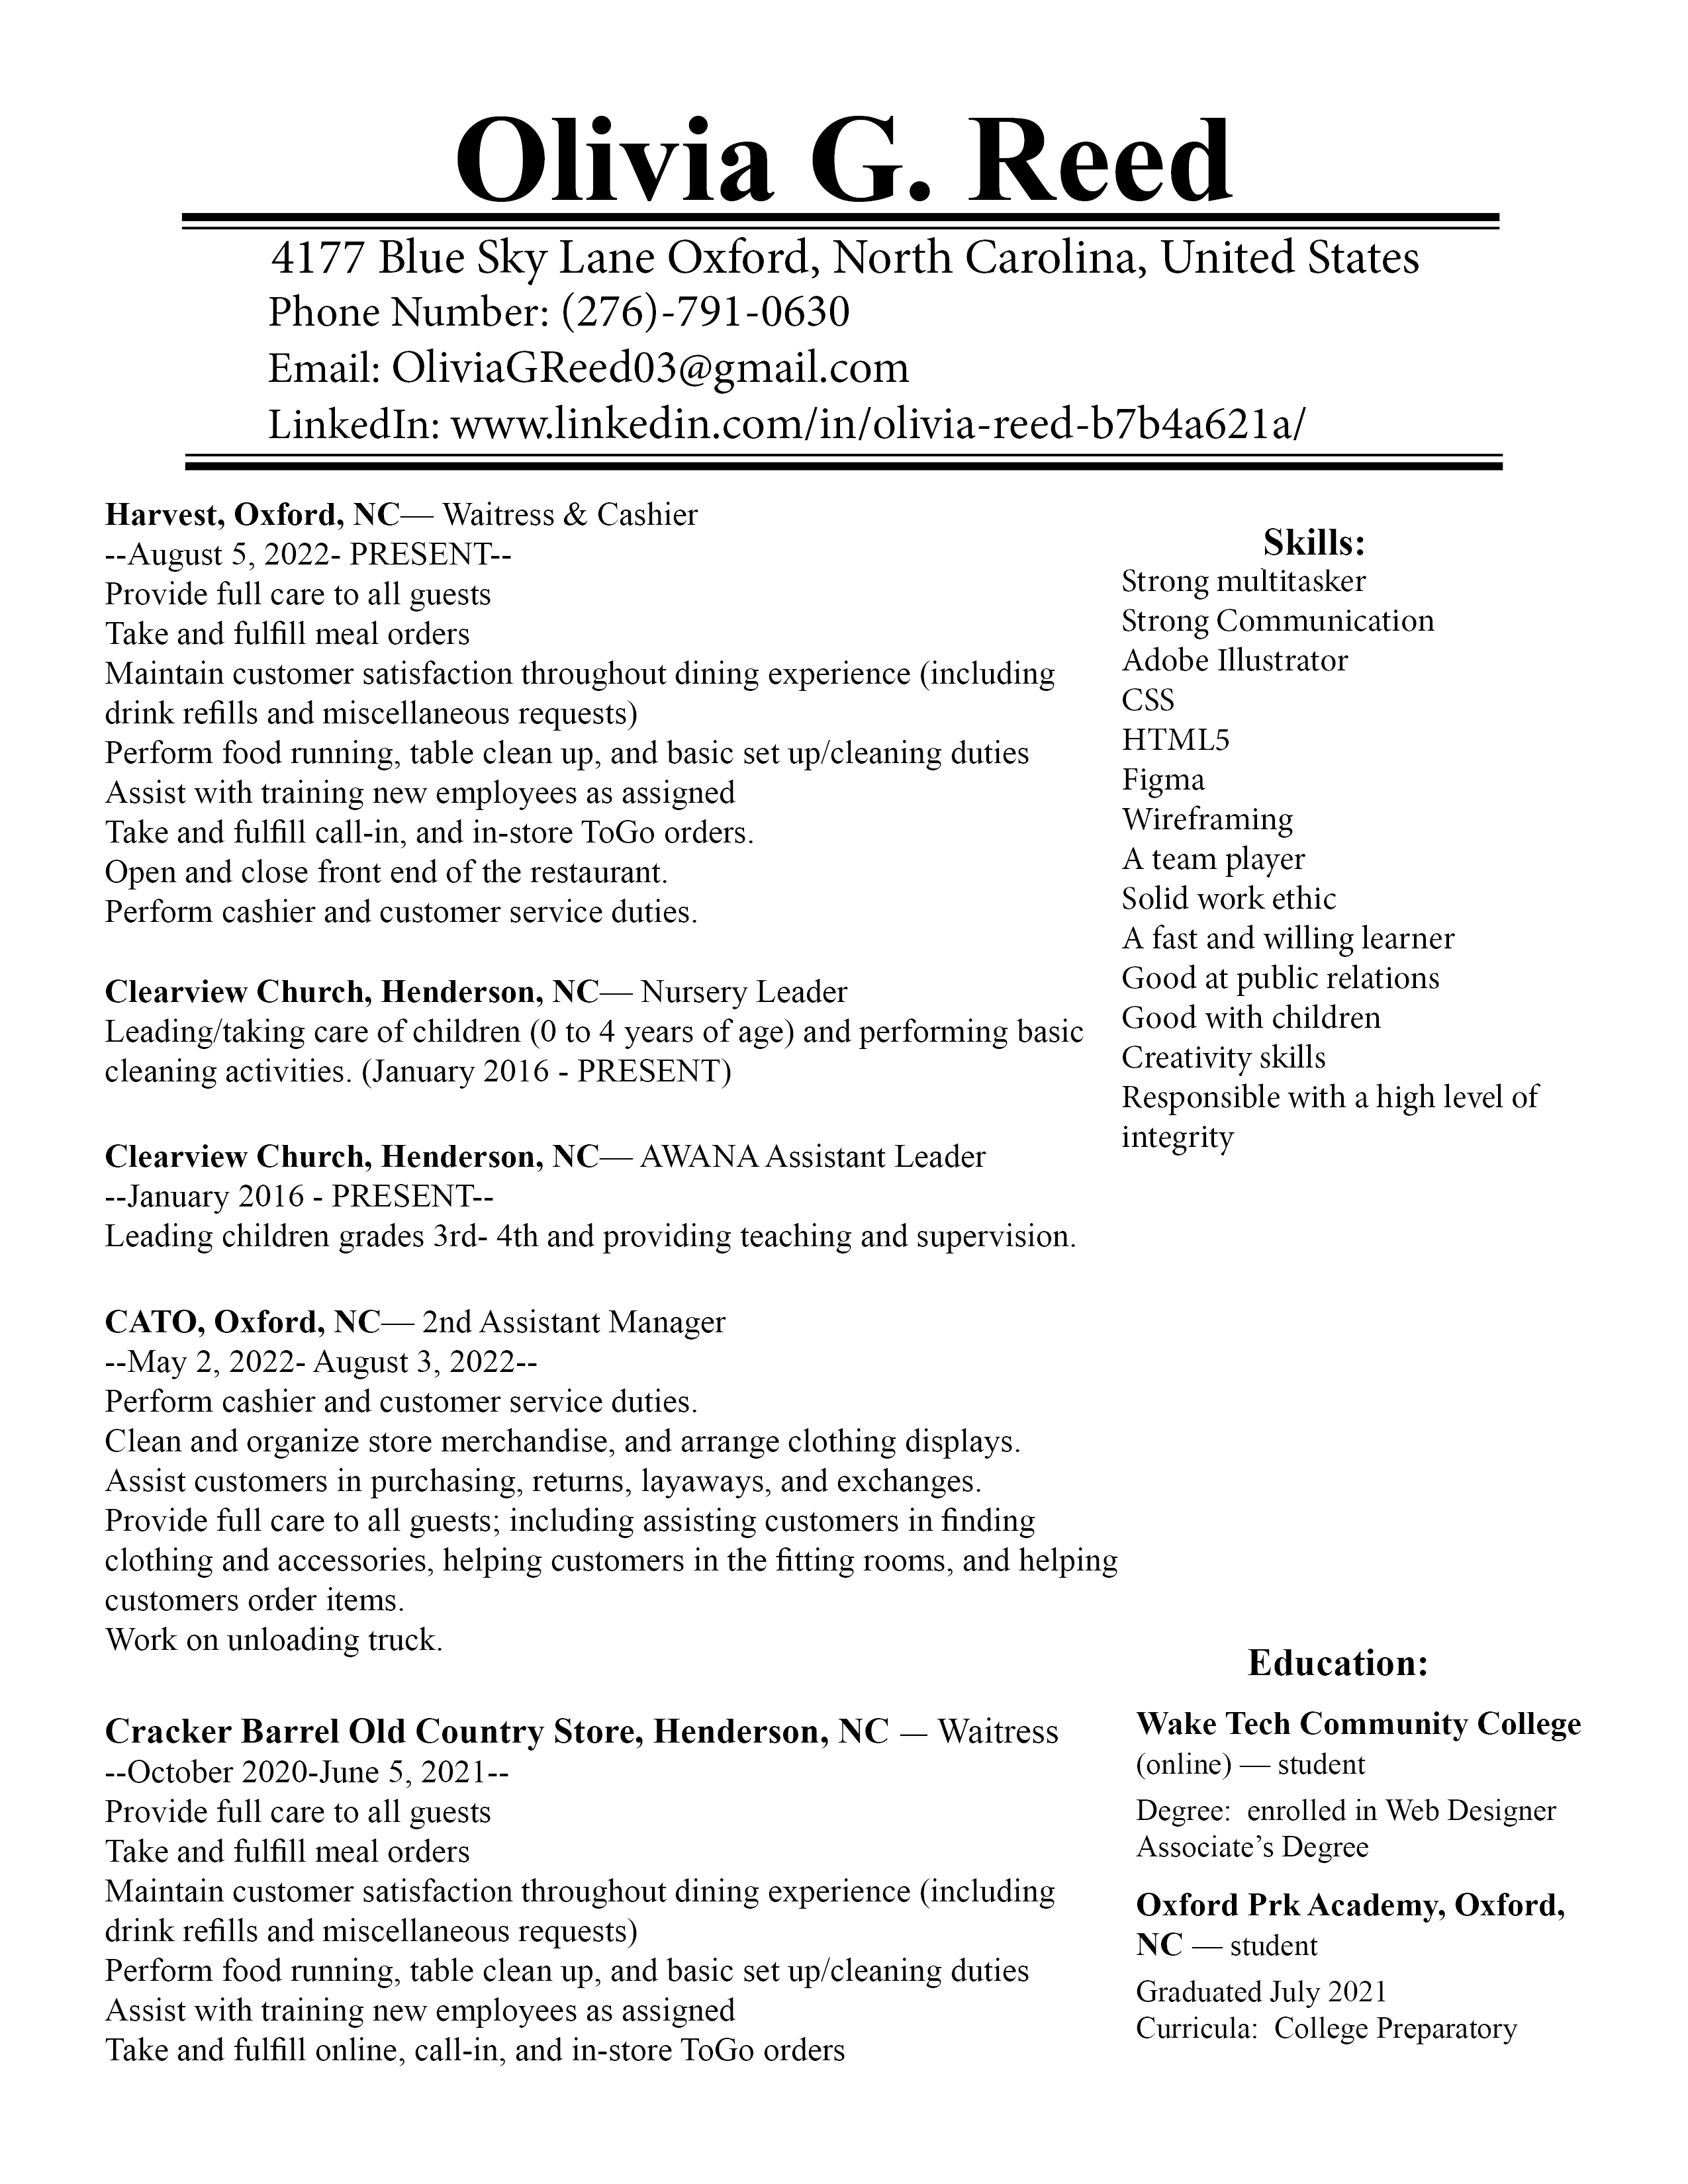 Olivia G. Reed
4177 Blue Sky Lane Oxford, North Carolina, United States
Phone Number: (276)-791-0630
Email: OliviaGReed03@gmail.com
LinkedIn: www.linkedin.com/in/olivia-reed-b7b4a621a/
Harvest, Oxford, NC— Waitress & Cashier
--August 5, 2022- PRESENT--
Provide full care to all guests
Take and fulfill meal orders
Maintain customer satisfaction throughout dining experience (including
drink refills and miscellaneous requests)
Perform food running, table clean up, and basic set up/cleaning duties
Assist with training new employees as assigned
Take and fulfill call-in, and in-store ToGo orders.
Open and close front end of the restaurant.
Perform cashier and customer service duties.
Clearview Church, Henderson, NC— Nursery Leader
Leading/taking care of children (0 to 4 years of age) and performing basic
cleaning activities. (January 2016 - PRESENT)
Clearview Church, Henderson, NC— AWANA Assistant Leader
--January 2016 - PRESENT--
Leading children grades 3rd- 4th and providing teaching and supervision.
CATO, Oxford, NC— 2nd Assistant Manager
--May 2, 2022- August 3, 2022--
Perform cashier and customer service duties.
Clean and organize store merchandise, and arrange clothing displays.
Assist customers in purchasing, returns, layaways, and exchanges.
Provide full care to all guests; including assisting customers in finding
clothing and accessories, helping customers in the fitting rooms, and helping
customers order items.
Work on unloading truck.
Cracker Barrel Old Country Store, Henderson, NC — Waitress
--October 2020-June 5, 2021--
Provide full care to all guests
Take and fulfill meal orders
Maintain customer satisfaction throughout dining experience (including
drink refills and miscellaneous requests)
Perform food running, table clean up, and basic set up/cleaning duties
Assist with training new employees as assigned
Take and fulfill online, call-in, and in-store ToGo orders
Skills:
Strong multitasker
Strong Communication
Adobe Illustrator
CSS
HTML5
Figma
Wireframing
A team player
Solid work ethic
A fast and willing learner
Good at public relations
Good with children
Creativity skills
Responsible with a high level of
integrity
Education:
Wake Tech Community College
(online) — student
Degree:  enrolled in Web Designer
Associate’s Degree
Oxford Prk Academy, Oxford,
NC — student
Graduated July 2021
Curricula:  College Preparatory